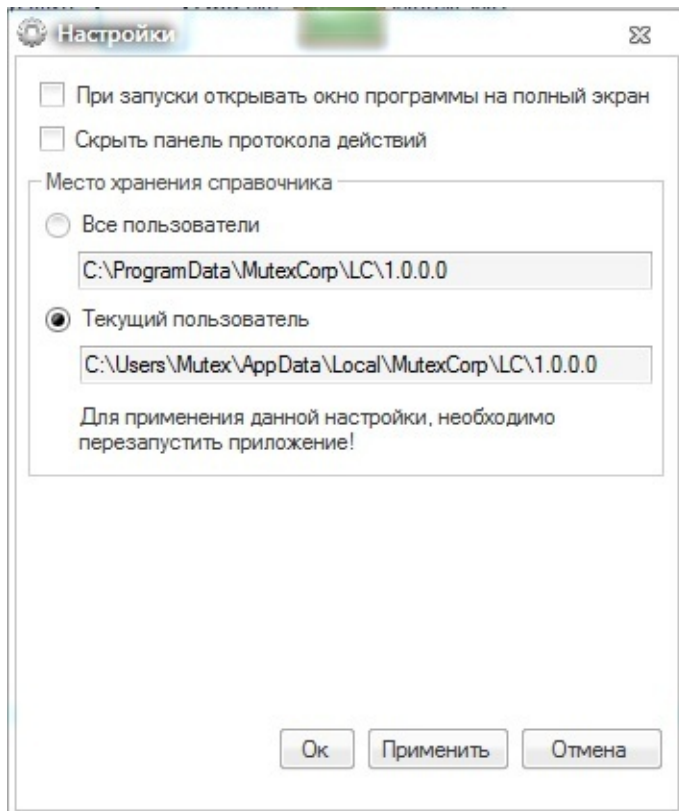 Настройки
При запуски открывать окно программы на полный экран
Скрыть панель протокола действий
Место хранения справочника
Все пользователи
C:\ProgramData\MutexCorp\LC\1.0.0.0
Текущий пользователь
C:\Users\Mutex\AppData\Local\MutexCorp\LC\1.0.0.0
Для применения данной настройки, необходимо
перезапустить приложение!
Ок Применить Отмена